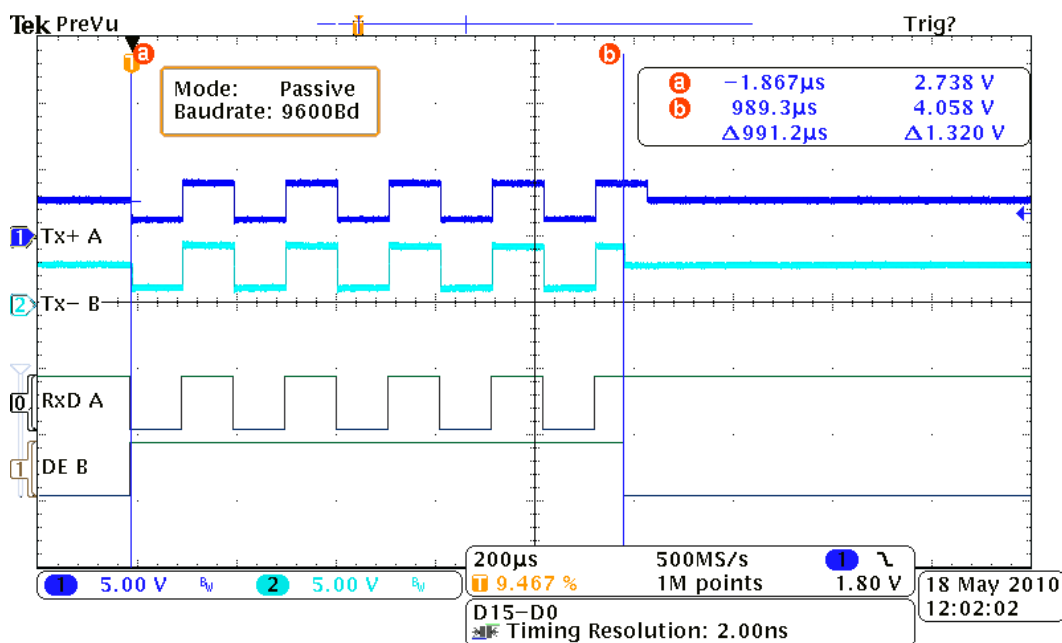 Tek PreVu Trig?
T
a
b
T
Mode: Passive
Baudrate: 9600Bd
a −1.867µs 2.738 V
b 989.3µs 4.058 V
Δ991.2µs Δ1.320 V
1 Tx+ A
2 Tx− B
0 RxD A
1 DE B
1 5.00 V BW 2 5.00 V BW
200µs 500MS/s 1
T 9.467 % 1M points 1.80 V
D15−D0
Timing Resolution: 2.00ns
18 May 2010
12:02:02